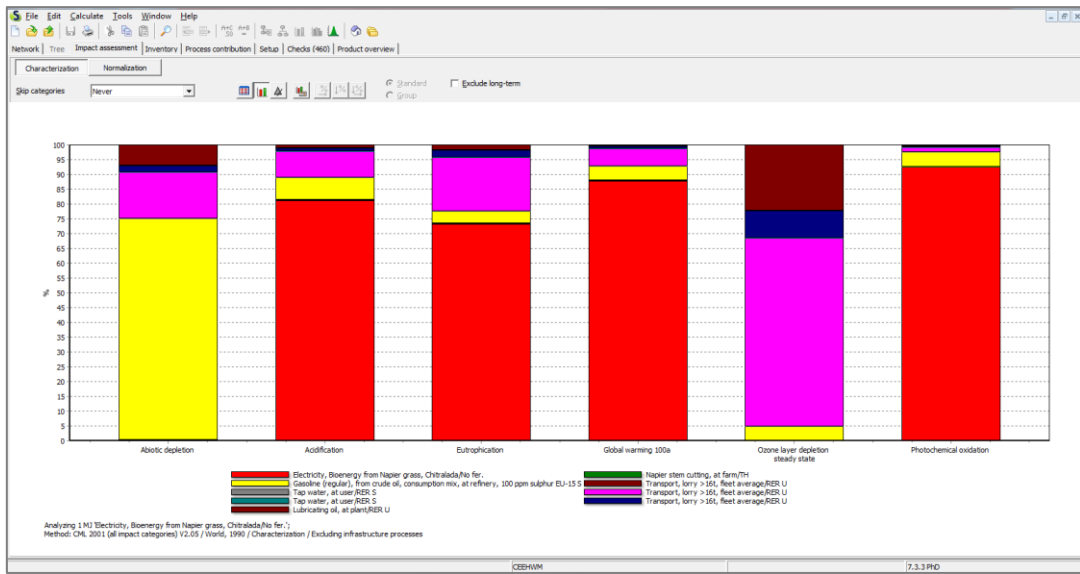 File Edit Calculate Tools Window Help
Network Tree Impact assessment Inventory Process contribution Setup Checks (460) Product overview
Characterization Normalization
Skip categories Never Standard Group Exclude long-term
100
95
90
85
80
75
70
65
60
55
50
45
40
35
30
25
20
15
10
5
0
%
Abiotic depletion Acidification Eutrophication Global warming 100a Ozone layer depletion steady state Photochemical oxidation
Electricity, Bioenergy from Napier grass, Chitralada/No fer.
Gasoline (regular), from crude oil, consumption mix, at refinery, 100 ppm sulphur EU-15 S
Tap water, at user/RER S
Tap water, at user/RER S
Lubricating oil, at plant/RER U
Napier stem cutting, at farm/TH
Transport, lorry >16t, fleet average/RER U
Transport, lorry >16t, fleet average/RER U
Transport, lorry >16t, fleet average/RER U
Analyzing 1 MJ 'Electricity, Bioenergy from Napier grass, Chitralada/No fer.';
Method: CML 2001 (all impact categories) V2.05 / World, 1990 / Characterization / Excluding infrastructure processes
CEEHWM 7.3.3 PhD